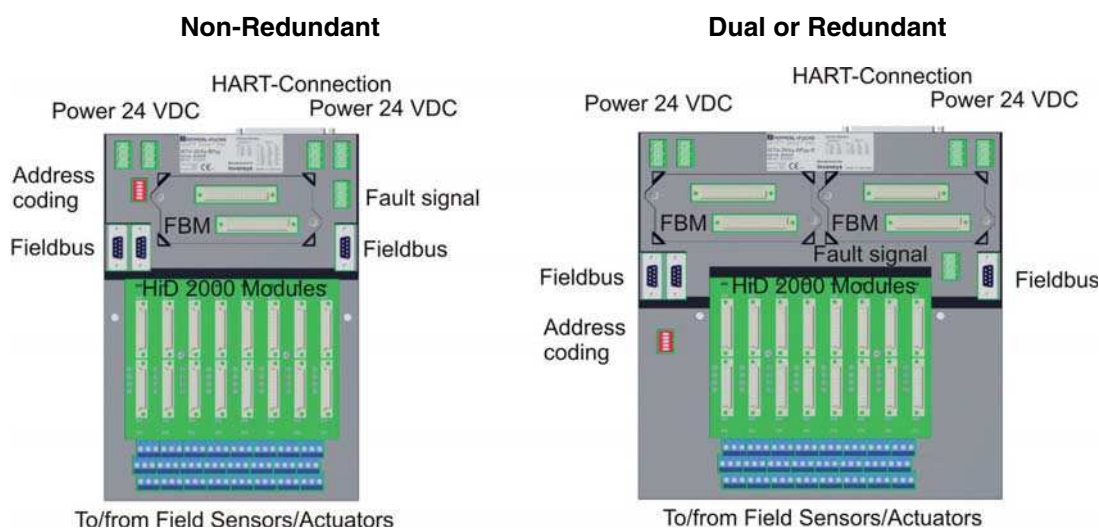 Non-Redundant
HART-Connection
Power 24 VDC
Power 24 VDC
Address
coding
Fault signal
FBM
Fieldbus
Fieldbus
HiD 2000 Modules
To/from Field Sensors/Actuators
Dual or Redundant
HART-Connection
Power 24 VDC
Power 24 VDC
PEPPERL+FUCHS
FBM
FBM
Fault signal
Fieldbus
Fieldbus
HiD 2000 Modules
Address
coding
To/from Field Sensors/Actuators